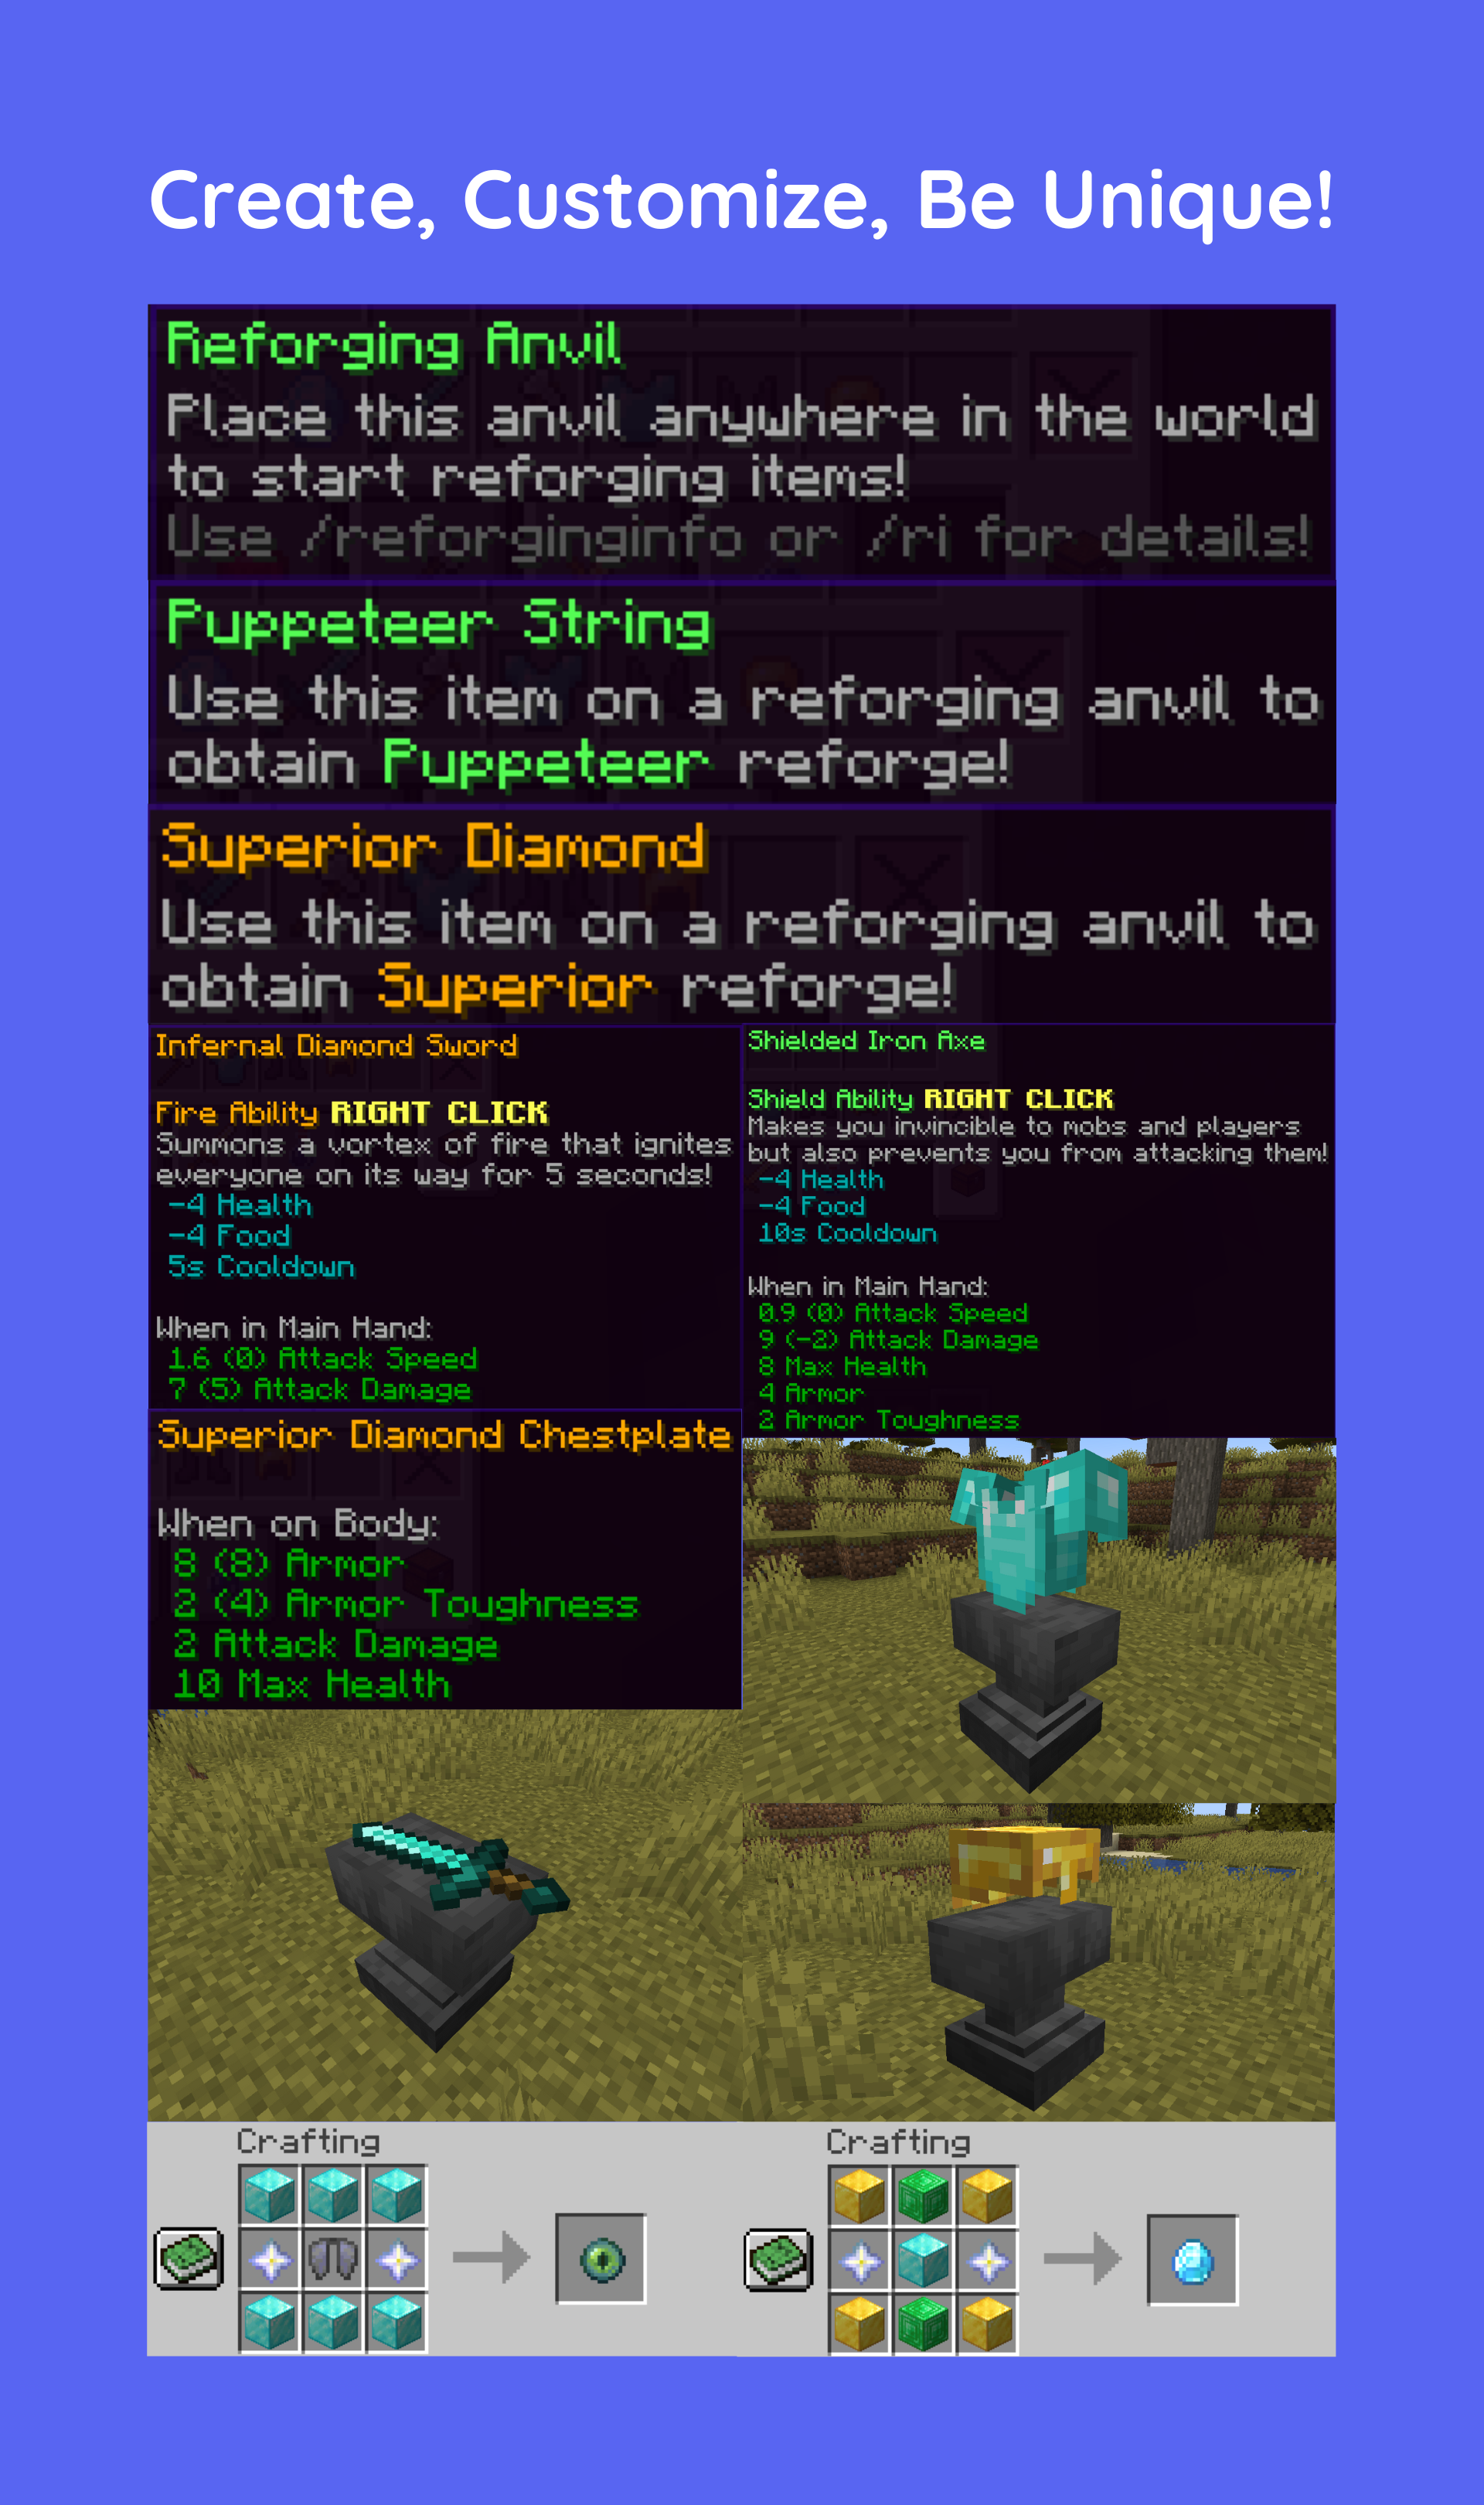 Create, Customize, Be Unique!
Reforging Anvil
Place this anvil anywhere in the world
to start reforging items!
Use /reforginginfo or /ri for details!
Puppeteer String
Use this item on a reforging anvil to
obtain Puppeteer reforge!
Superior Diamond
Use this item on a reforging anvil to
obtain Superior reforge!
Infernal Diamond Sword
Fire Ability RIGHT CLICK
Summons a vortex of fire that ignites
everyone on its way for 5 seconds!
-4 Health
-4 Food
5s Cooldown
When in Main Hand:
1.6 (0) Attack Speed
7 (5) Attack Damage
Shielded Iron Axe
Shield Ability RIGHT CLICK
Makes you invincible to mobs and players
but also prevents you from attacking them!
-4 Health
-4 Food
10s Cooldown
When in Main Hand:
0.9 (0) Attack Speed
9 (-2) Attack Damage
8 Max Health
4 Armor
2 Armor Toughness
Superior Diamond Chestplate
When on Body:
8 (8) Armor
2 (4) Armor Toughness
2 Attack Damage
10 Max Health
Crafting
Crafting